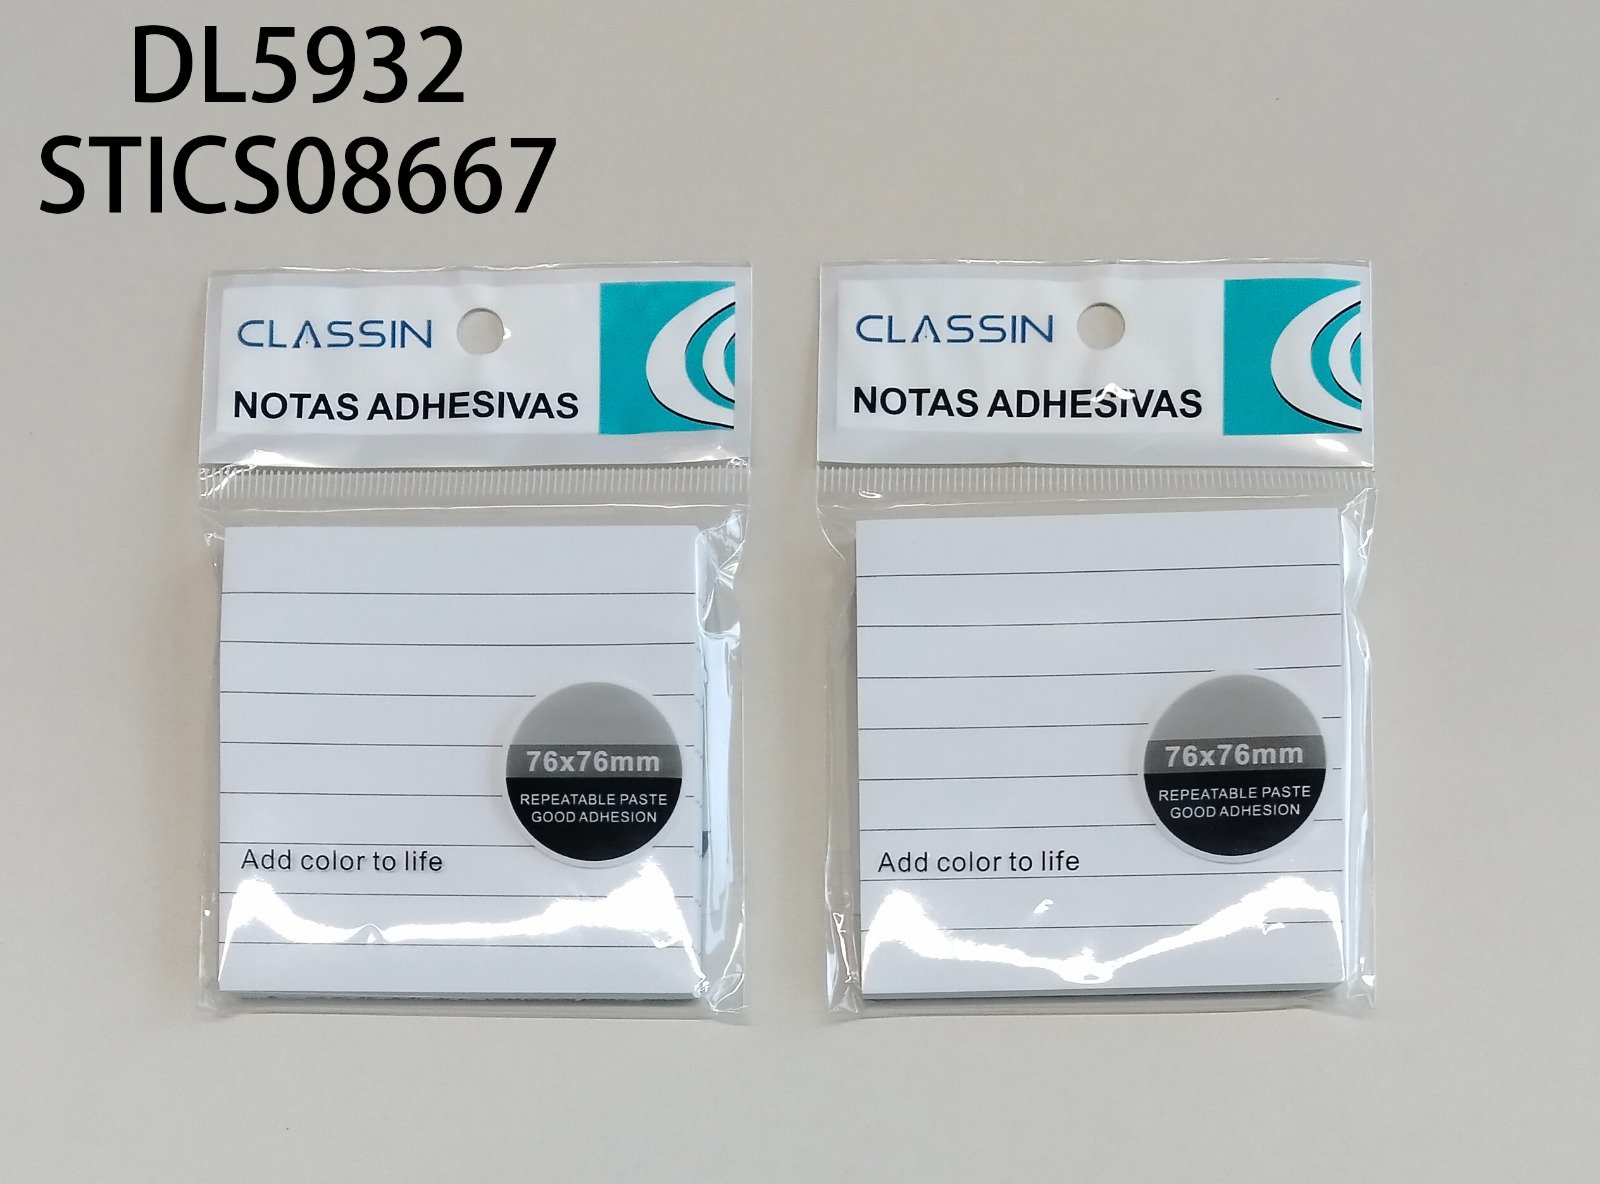 DL5932
STICS08667
CLASSIN
NOTAS ADHESIVAS
76x76mm
REPEATABLE PASTE
GOOD ADHESION
Add color to life
CLASSIN
NOTAS ADHESIVAS
76x76mm
REPEATABLE PASTE
GOOD ADHESION
Add color to life